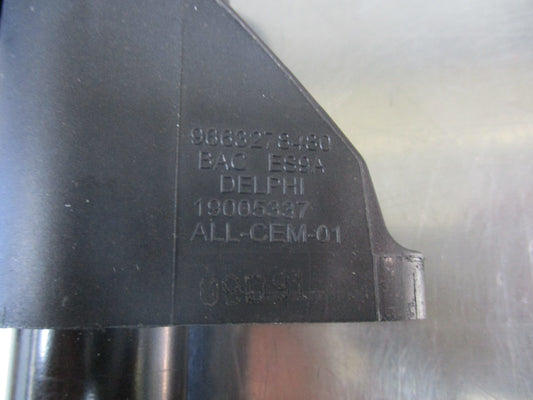 9663278480
BAC ES9A
DELPHI
19005337
ALL-CEM-01